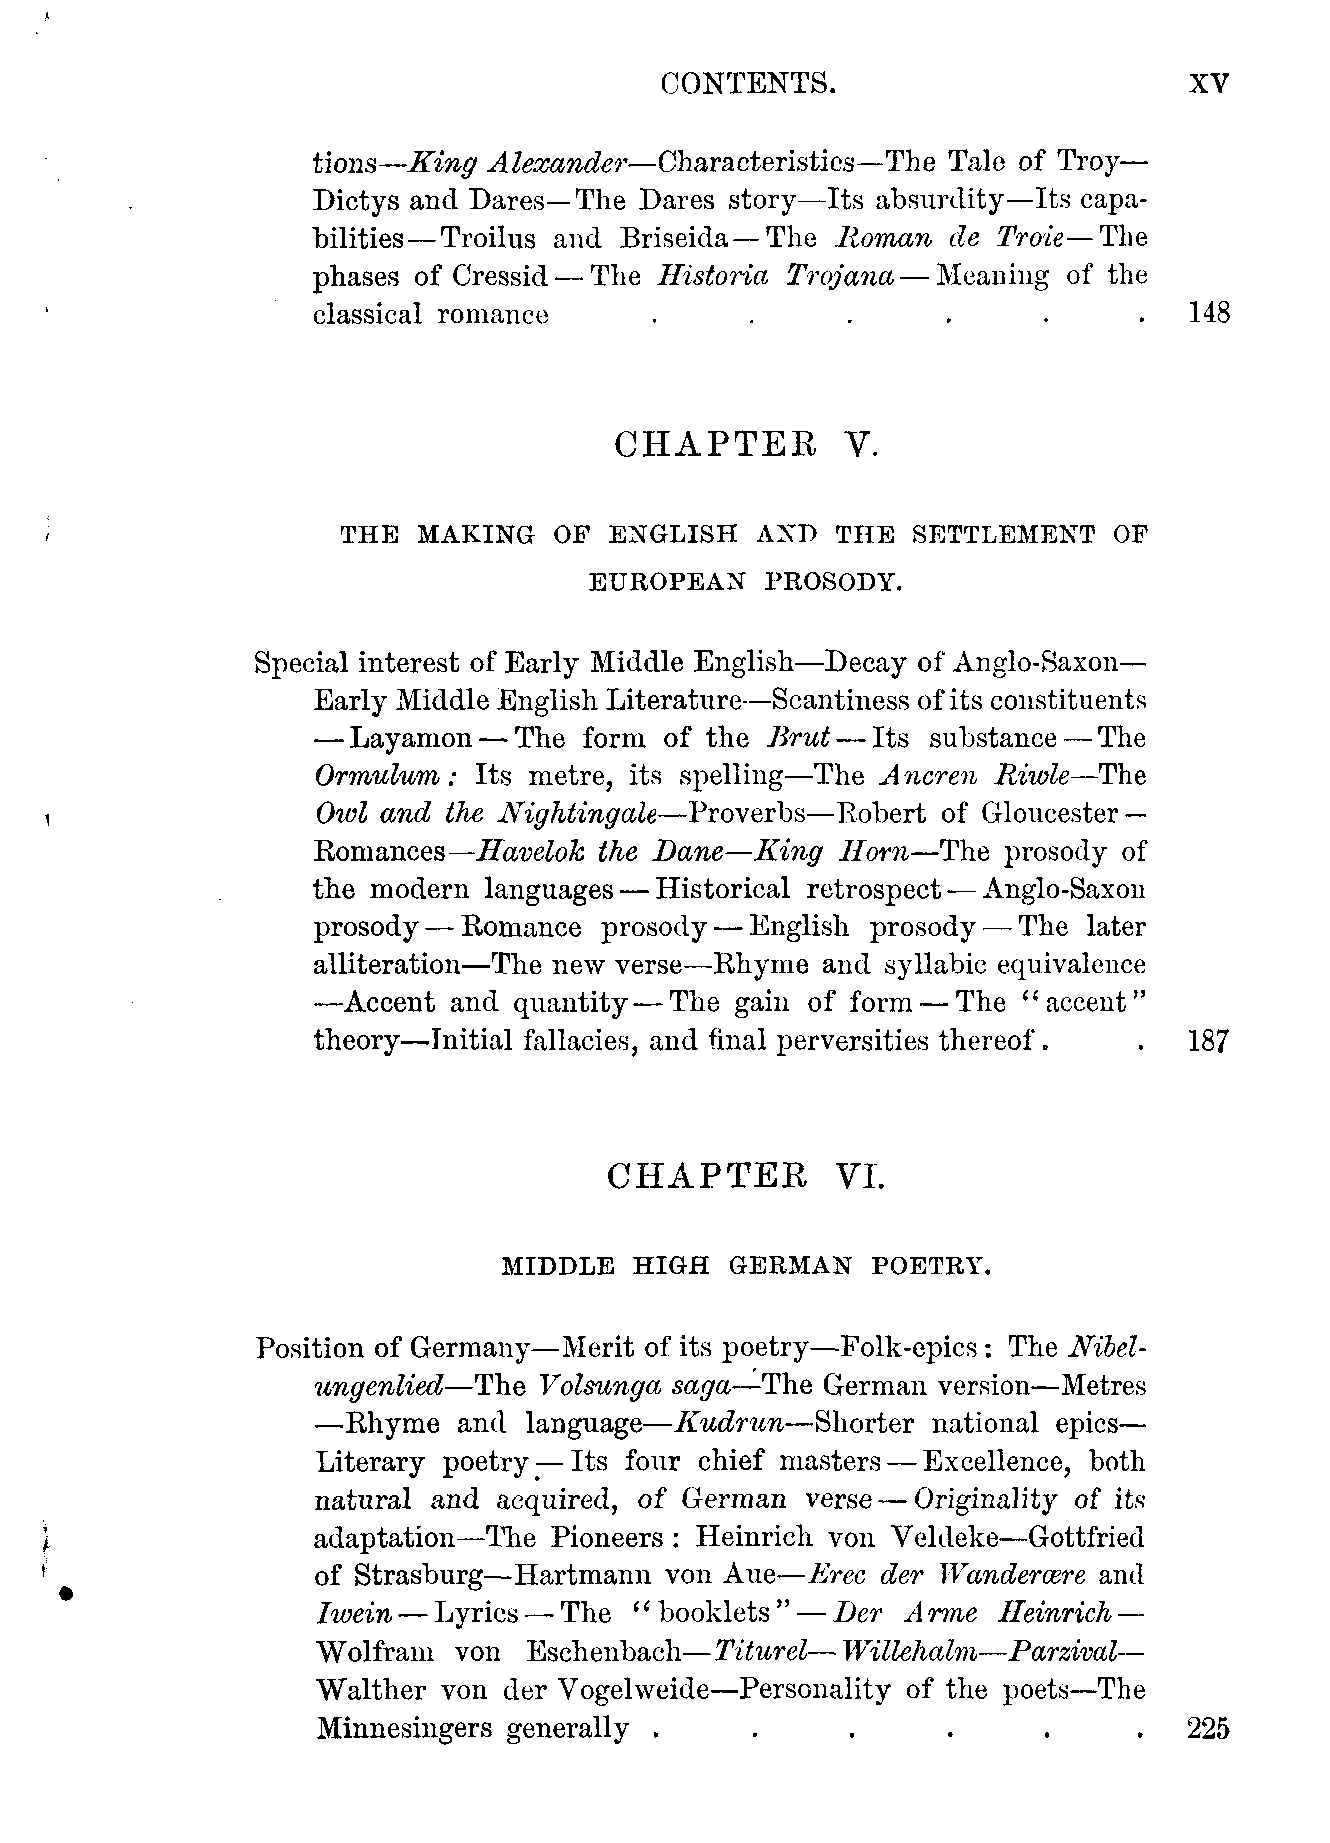 CONTENTS. XV
tions—King Alexander—Characteristics—The Tale of Troy—
Dictys and Dares—The Dares story—Its absurdity—Its capa-
bilities—Troilus and Briseida—The Roman de Troie—The
phases of Cressid—The Historia Trojana—Meaning of the
classical romance . . . . . . 148
CHAPTER V.
THE MAKING OF ENGLISH AND THE SETTLEMENT OF
EUROPEAN PROSODY.
Special interest of Early Middle English—Decay of Anglo-Saxon—
Early Middle English Literature—Scantiness of its constituents
—Layamon—The form of the Brut—Its substance—The
Ormulum: Its metre, its spelling—The Ancren Riwle—The
Owl and the Nightingale—Proverbs—Robert of Gloucester—
Romances—Havelok the Dane—King Horn—The prosody of
the modern languages—Historical retrospect—Anglo-Saxon
prosody—Romance prosody—English prosody—The later
alliteration—The new verse—Rhyme and syllabic equivalence
—Accent and quantity—The gain of form—The "accent"
theory—Initial fallacies, and final perversities thereof . . 187
CHAPTER VI.
MIDDLE HIGH GERMAN POETRY.
Position of Germany—Merit of its poetry—Folk-epics: The Nibel-
ungenlied—The Volsunga saga—The German version—Metres
—Rhyme and language—Kudrun—Shorter national epics—
Literary poetry—Its four chief masters—Excellence, both
natural and acquired, of German verse—Originality of its
adaptation—The Pioneers: Heinrich von Veldeke—Gottfried
of Strasburg—Hartmann von Aue—Erec der Wanderære and
Iwein—Lyrics—The "booklets"—Der Arme Heinrich—
Wolfram von Eschenbach—Titurel—Willehalm—Parzival—
Walther von der Vogelweide—Personality of the poets—The
Minnesingers generally . . . . . . 225